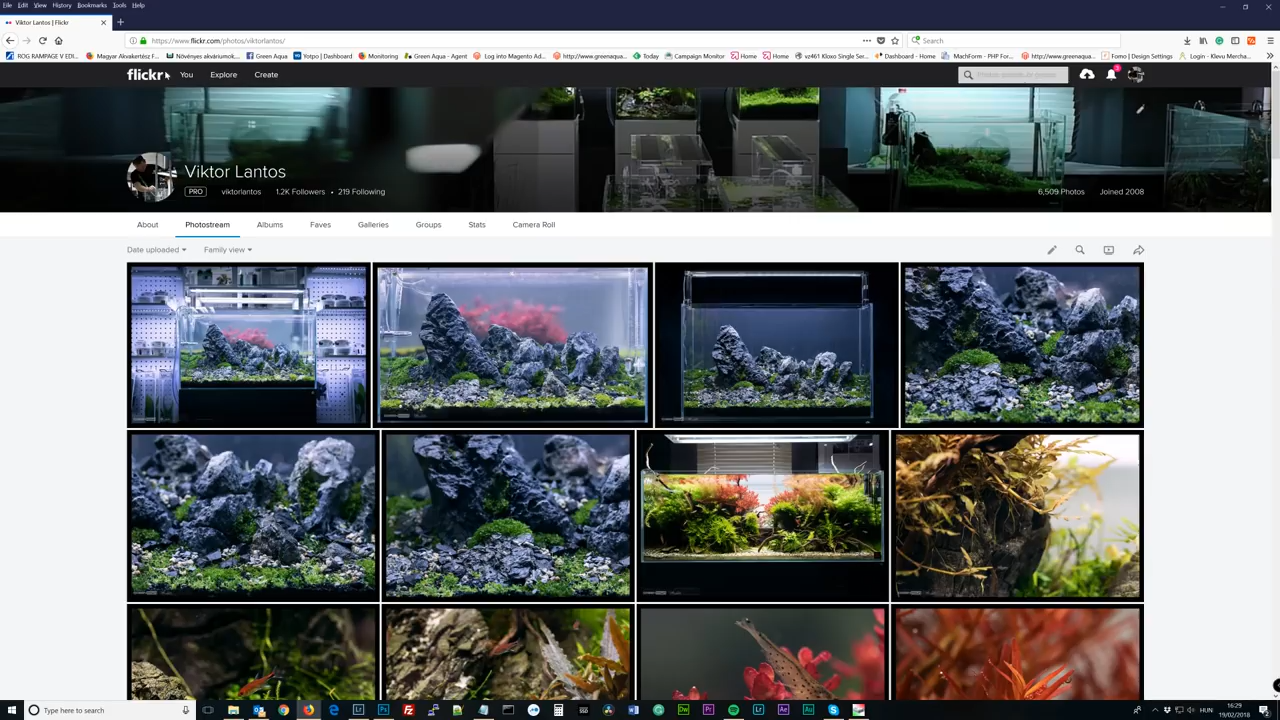 File Edit View History Bookmarks Tools Help
Viktor Lantos | Flickr
https://www.flickr.com/photos/viktorlantos/
Search
ROG RAMPAGE V EDI... Magyar Akvakertész F... Növényes akváriumok... Green Aqua Yotpo | Dashboard Monitoring Green Aqua - Agent Log into Magento Ad... http://www.greenaqua... Today Campaign Monitor Home Home vz461 Kloxo Single Ser... Dashboard - Home MachForm - PHP For... http://www.greenaqua... Fomo | Design Settings Login - Klevu Mercha...
flickr You Explore Create
Viktor Lantos
PRO viktorlantos 1.2K Followers • 219 Following 6,509 Photos Joined 2008
About Photostream Albums Faves Galleries Groups Stats Camera Roll
Date uploaded Family view
Type here to search
HUN
16:29
19/02/2018